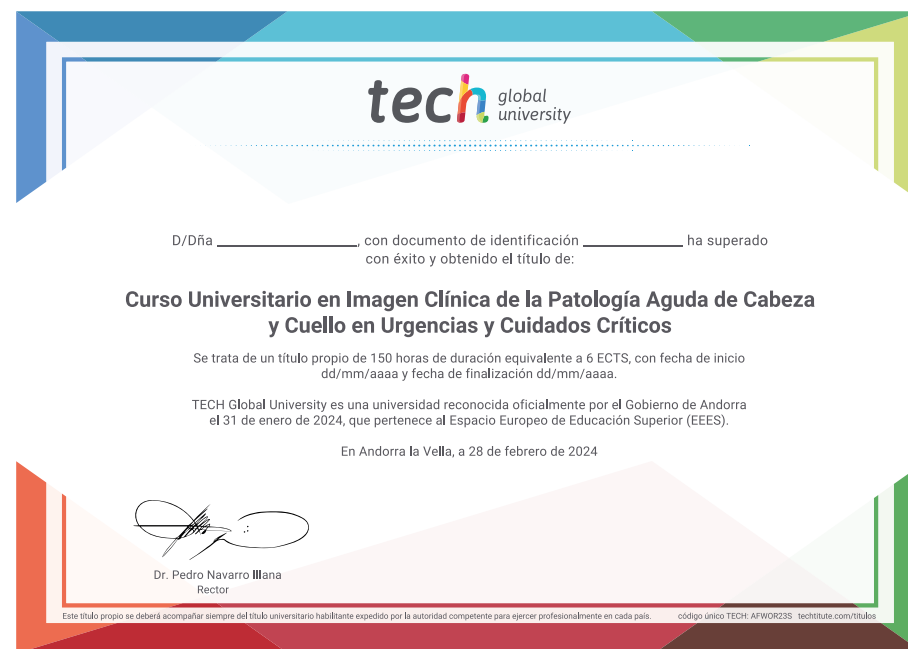 tech global university
D/Dña ________________, con documento de identificación ____________ ha superado
con éxito y obtenido el título de:
Curso Universitario en Imagen Clínica de la Patología Aguda de Cabeza
y Cuello en Urgencias y Cuidados Críticos
Se trata de un título propio de 150 horas de duración equivalente a 6 ECTS, con fecha de inicio
dd/mm/aaaa y fecha de finalización dd/mm/aaaa.
TECH Global University es una universidad reconocida oficialmente por el Gobierno de Andorra
el 31 de enero de 2024, que pertenece al Espacio Europeo de Educación Superior (EEES).
En Andorra la Vella, a 28 de febrero de 2024
Dr. Pedro Navarro Illana
Rector
Este título propio se deberá acompañar siempre del título universitario habilitante expedido por la autoridad competente para ejercer profesionalmente en cada país. código único TECH: AFWOR23S techtitute.com/titulos